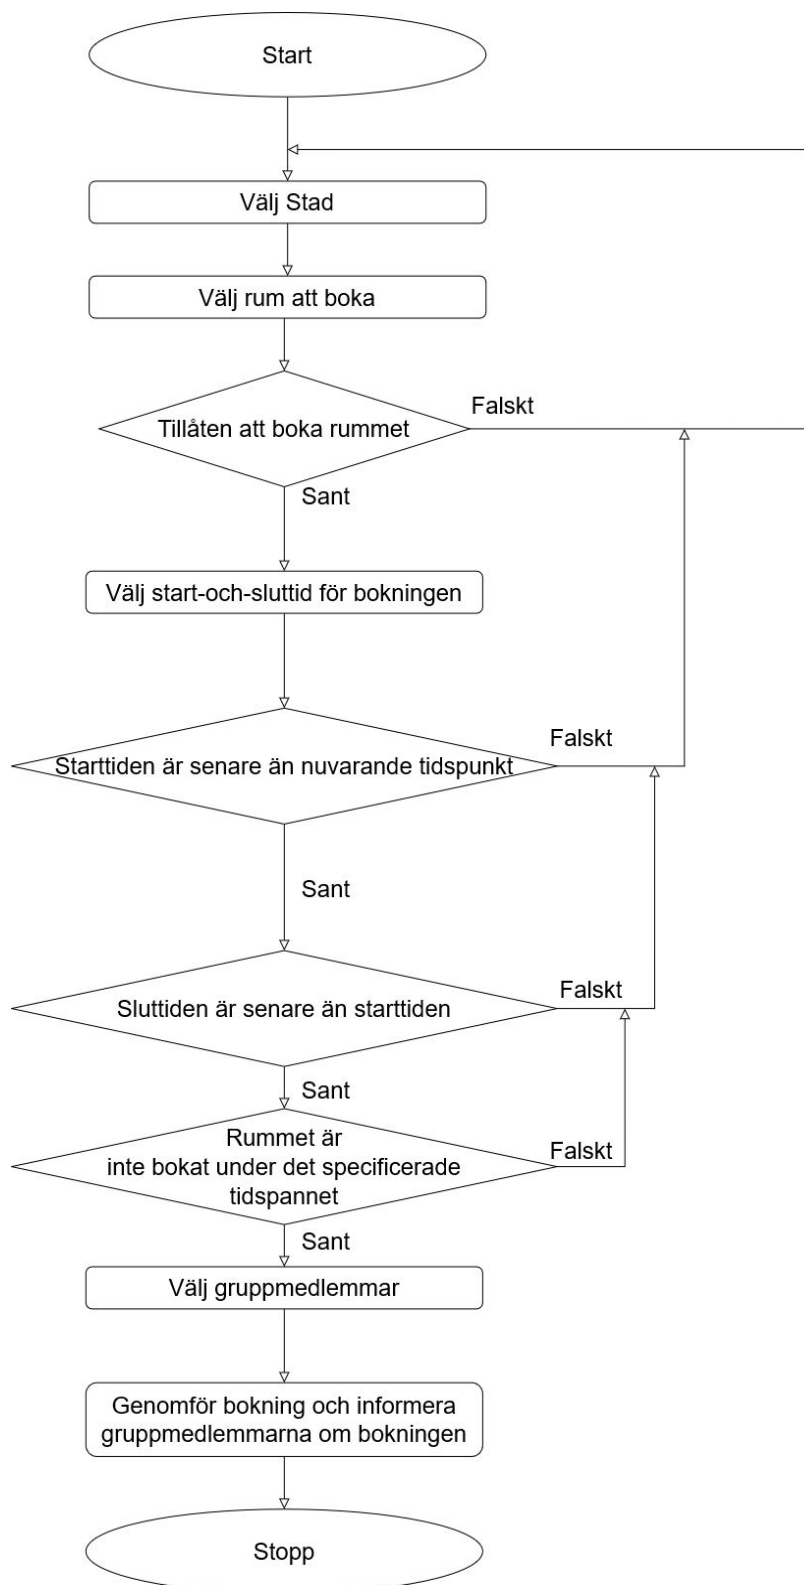 Start
Välj Stad
Välj rum att boka
Falskt
Tillåten att boka rummet
Sant
Välj start-och-sluttid för bokningen
Falskt
Starttiden är senare än nuvarande tidspunkt
Sant
Falskt
Sluttiden är senare än starttiden
Sant
Rummet är
inte bokat under det specificerade
tidspannet
Falskt
Sant
Välj gruppmedlemmar
Genomför bokning och informera
gruppmedlemmarna om bokningen
Stopp